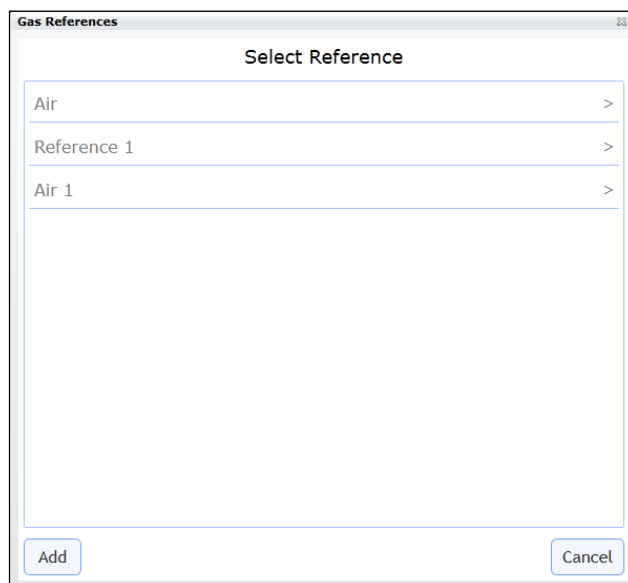 Gas References
Select Reference
Air >
Reference 1 >
Air 1 >
Add Cancel